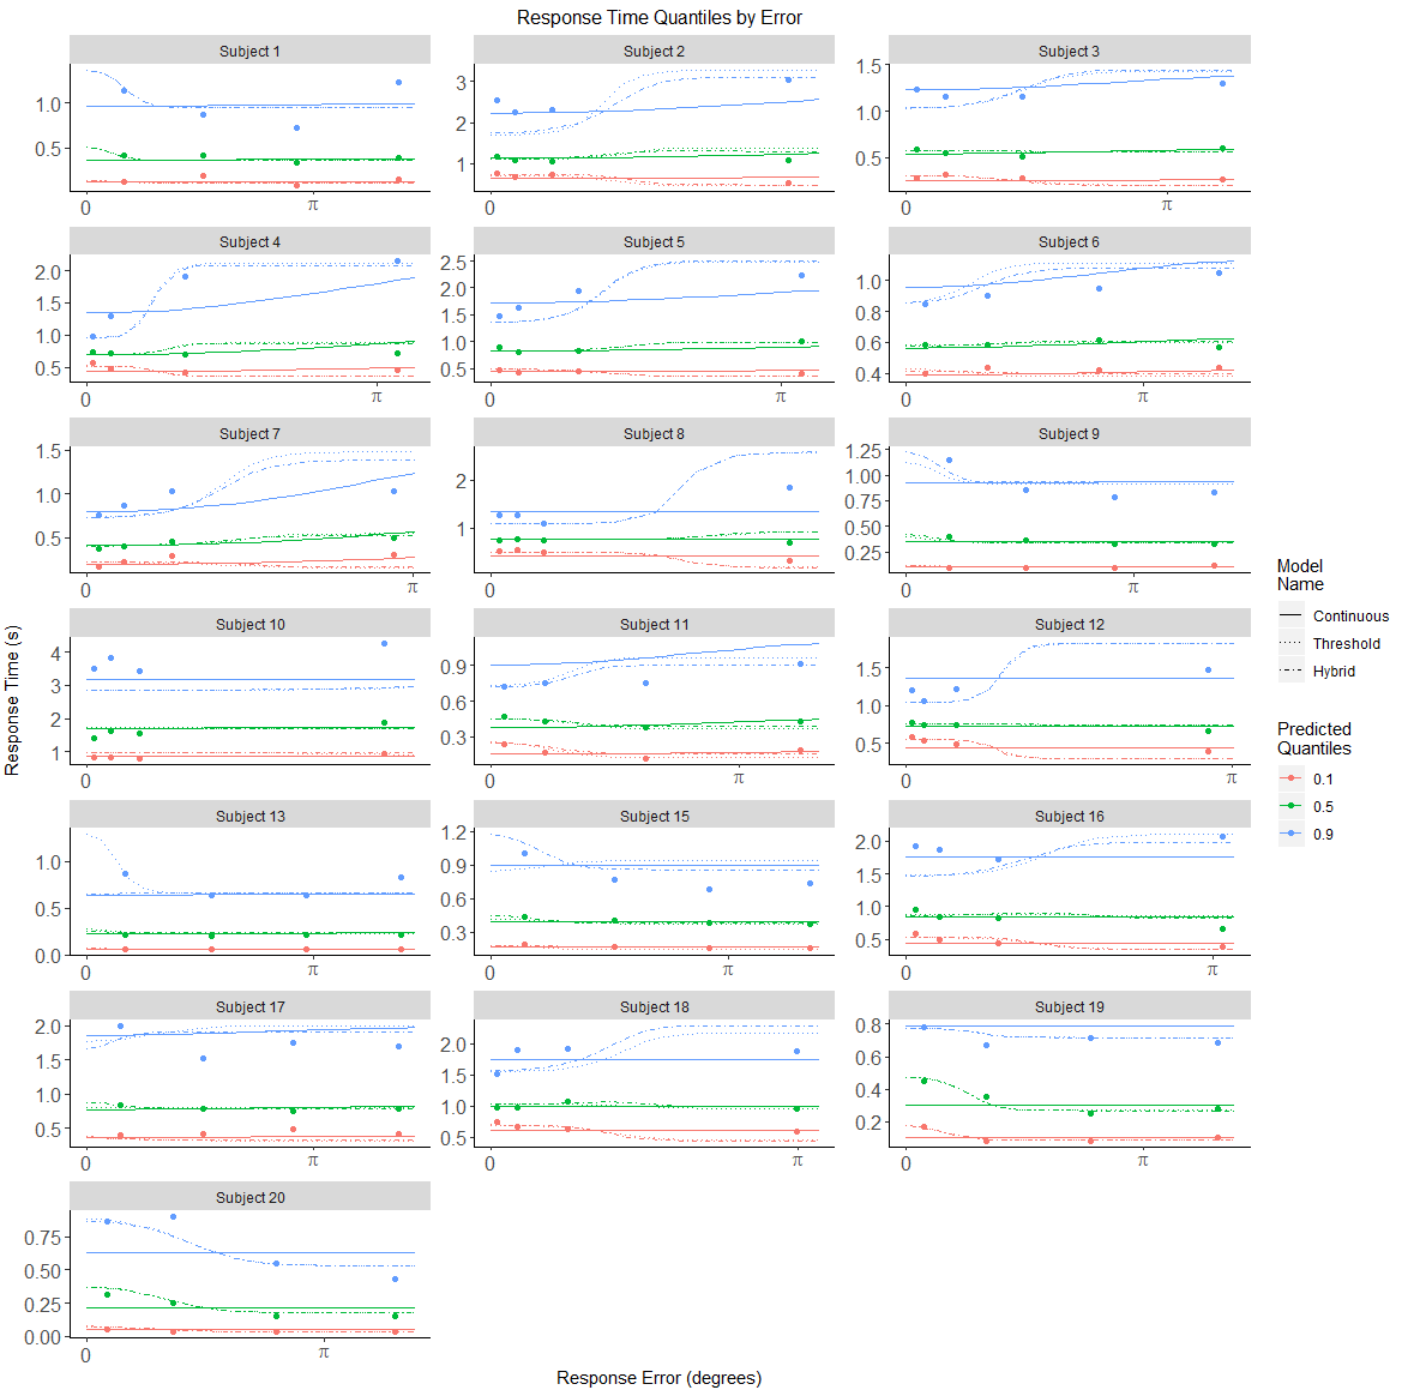 Response Time Quantiles by Error
Subject 1
Subject 2
Subject 3
1.0
0.5
0
π
3
2
1
0
1.5
1.0
0.5
0
π
Subject 4
Subject 5
Subject 6
2.0
1.5
1.0
0.5
0
π
2.5
2.0
1.5
1.0
0.5
0
π
1.0
0.8
0.6
0.4
0
π
Subject 7
Subject 8
Subject 9
1.5
1.0
0.5
0
π
2
1
0
1.25
1.00
0.75
0.50
0.25
0
π
Subject 10
Subject 11
Subject 12
4
3
2
1
0
0.9
0.6
0.3
0
π
1.5
1.0
0.5
0
π
Subject 13
Subject 15
Subject 16
1.0
0.5
0.0
0
π
1.2
0.9
0.6
0.3
0
π
2.0
1.5
1.0
0.5
0
π
Subject 17
Subject 18
Subject 19
2.0
1.5
1.0
0.5
0
π
2.0
1.5
1.0
0.5
0
π
0.8
0.6
0.4
0.2
0
π
Subject 20
0.75
0.50
0.25
0.00
0
π
Response Time (s)
Response Error (degrees)
Model
Name
Continuous
Threshold
Hybrid
Predicted
Quantiles
0.1
0.5
0.9